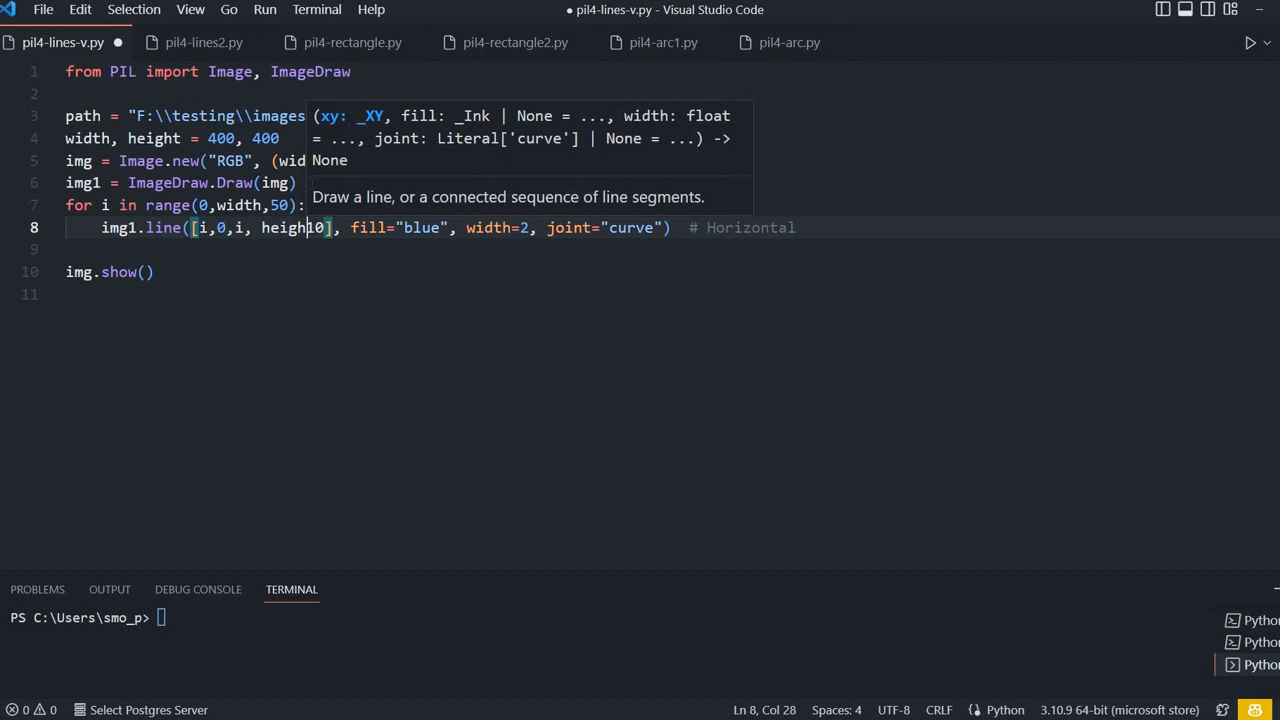 File Edit Selection View Go Run Terminal Help ● pil4-lines-v.py - Visual Studio Code
pil4-lines-v.py ● pil4-lines2.py pil4-rectangle.py pil4-rectangle2.py pil4-arc1.py pil4-arc.py
1 from PIL import Image, ImageDraw
2
3 path = "F:\\testing\\images
4 width, height = 400, 400
5 img = Image.new("RGB", (wid
6 img1 = ImageDraw.Draw(img)
7 for i in range(0,width,50):
(xy: _XY, fill: _Ink | None = ..., width: float
= ..., joint: Literal['curve'] | None = ...) ->
None
Draw a line, or a connected sequence of line segments.
8 img1.line([i,0,i, heigh10], fill="blue", width=2, joint="curve") # Horizontal
9
10 img.show()
11
PROBLEMS OUTPUT DEBUG CONSOLE TERMINAL
PS C:\Users\smo_p>
Pytho
Pytho
Pytho
0 0 Select Postgres Server Ln 8, Col 28 Spaces: 4 UTF-8 CRLF Python 3.10.9 64-bit (microsoft store)